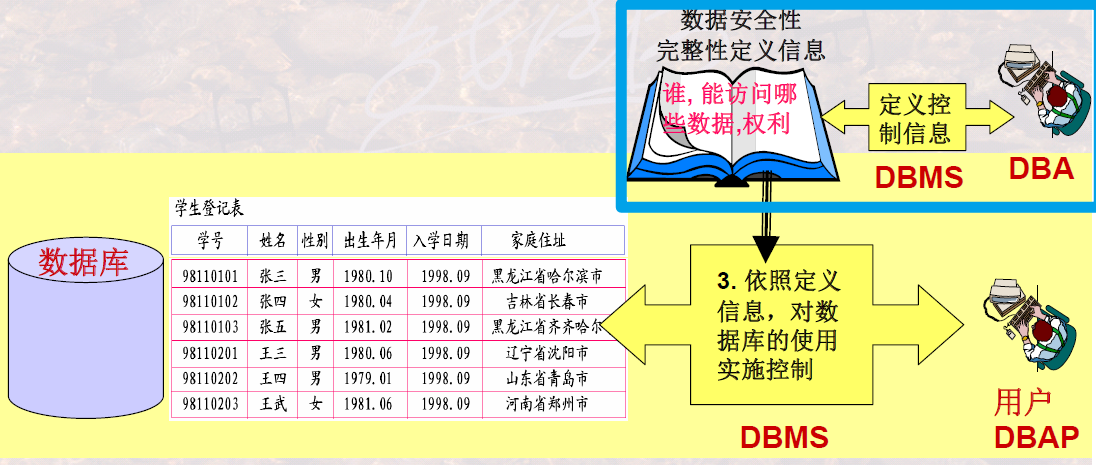 数据安全性
完整性定义信息
谁, 能访问哪
些数据,权利
定义控
制信息
DBMS
DBA
学生登记表
学号 姓名 性别 出生年月 入学日期 家庭住址
98110101 张三 男 1980.10 1998.09 黑龙江省哈尔滨市
98110102 张四 女 1980.04 1998.09 吉林省长春市
98110103 张五 男 1981.02 1998.09 黑龙江省齐齐哈尔
98110201 王三 男 1980.06 1998.09 辽宁省沈阳市
98110202 王四 男 1979.01 1998.09 山东省青岛市
98110203 王武 女 1981.06 1998.09 河南省郑州市
数据库
3. 依照定义
信息，对数
据库的使用
实施控制
DBMS
用户
DBAP